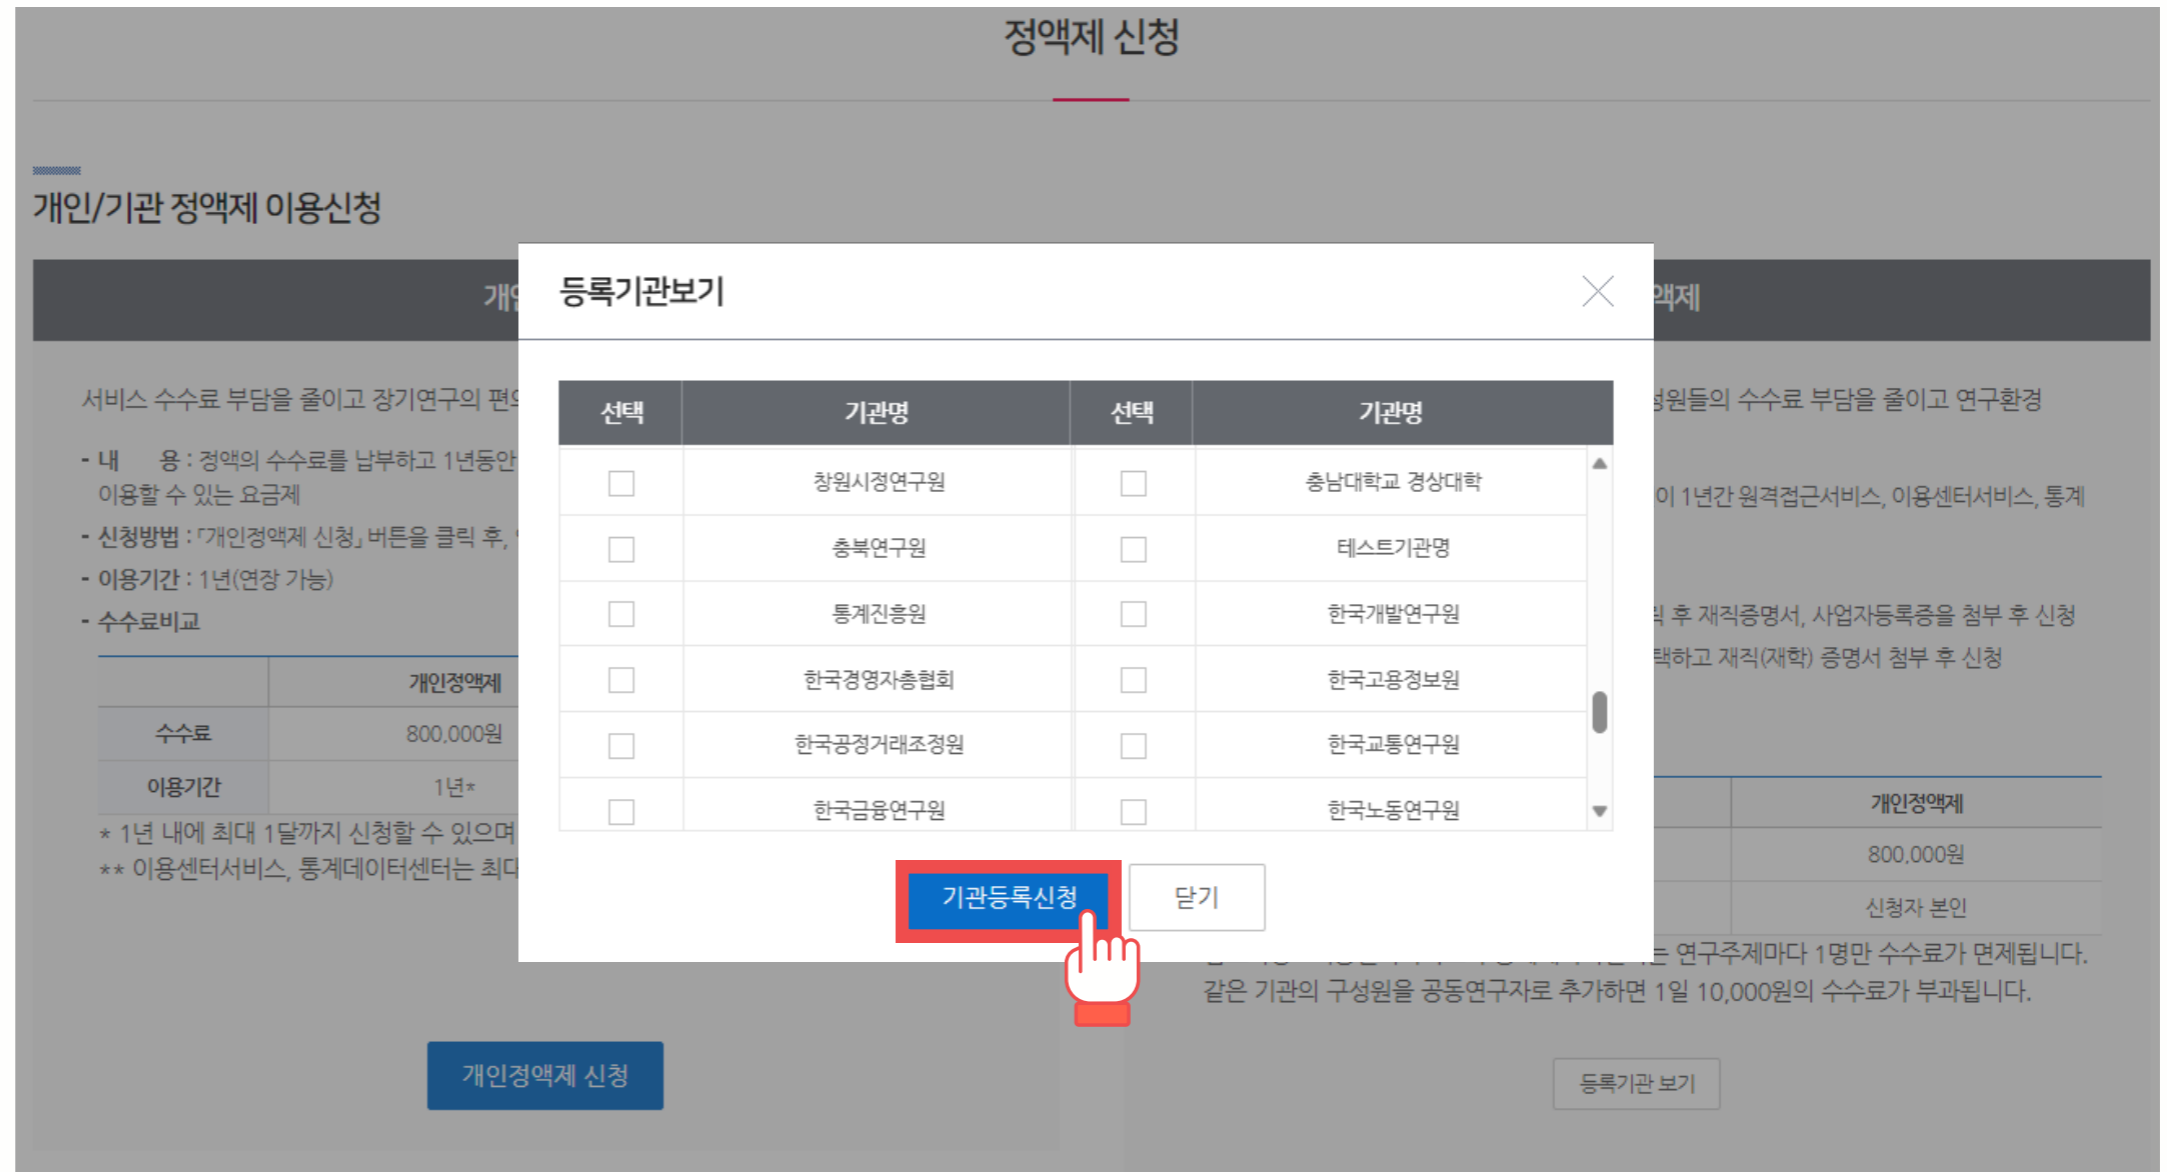 정액제 신청
개인/기관 정액제 이용신청
서비스 수수료 부담을 줄이고 장기연구의
- 내 용 : 정액의 수수료를 납부하고 1년동안
이용할 수 있는 요금제
- 신청방법 : 「개인정액제 신청」 버튼을 클릭 후,
- 이용기간 : 1년(연장 가능)
- 수수료비교
개인정액제
수수료 800,000원
이용기간 1년*
* 1년 내에 최대 1달까지 신청할 수 있으며
** 이용센터서비스, 통계데이터센터는
개인정액제 신청
등록기관보기
선택 기관명 선택 기관명
창원시정연구원 충남대학교 경상대학
충북연구원 테스트기관명
통계진흥원 한국개발연구원
한국경영자총협회 한국고용정보원
한국공정거래조정원 한국교통연구원
한국금융연구원 한국노동연구원
기관등록신청 닫기
액제
수수료 부담을 줄이고 연구환경
이 1년간 원격접근서비스, 이용센터서비스, 통계
후 재직증명서, 사업자등록증을 첨부 후 신청
택하고 재직(재학) 증명서 첨부 후 신청
개인정액제
800,000원
신청자 본인
는 연구주제마다 1명만 수수료가 면제됩니다.
같은 기관의 구성원을 공동연구자로 추가하면 1일 10,000원의 수수료가 부과됩니다.
등록기관 보기